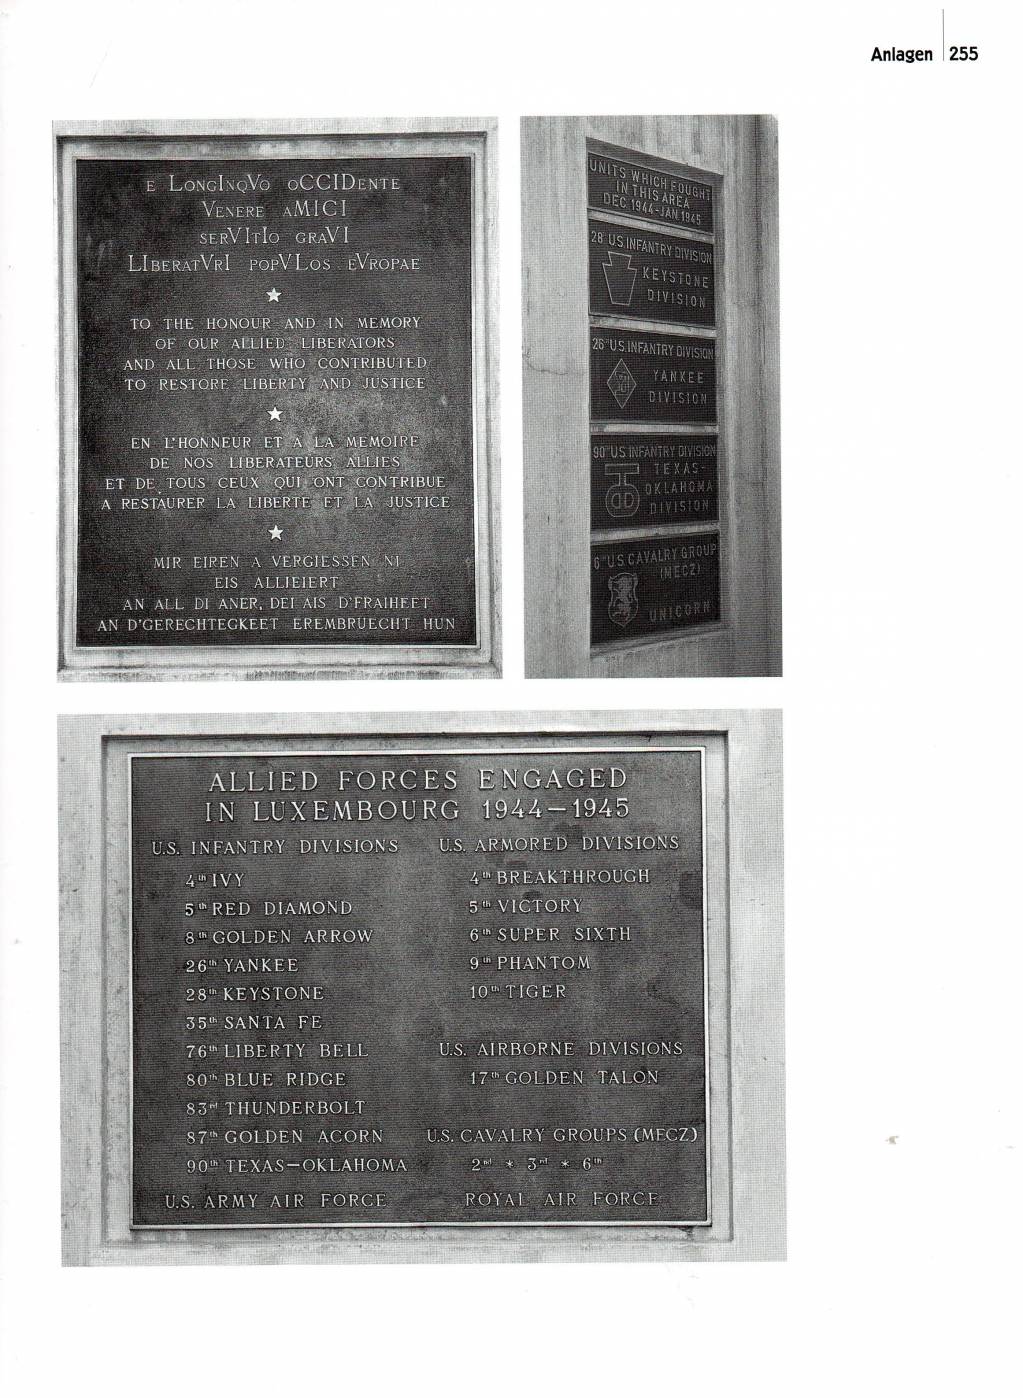 Anlagen 255
E LONGINQVO OCCIDENTE
VENERE AMICI
SERVITIO GRAVI
LIBERATVRI POPVLOS EVROPAE
TO THE HONOUR AND IN MEMORY
OF OUR ALLIED LIBERATORS
AND ALL THOSE WHO CONTRIBUTED
TO RESTORE LIBERTY AND JUSTICE
EN L'HONNEUR ET A LA MEMOIRE
DE NOS LIBERATEURS ALLIES
ET DE TOUS CEUX QUI ONT CONTRIBUE
A RESTAURER LA LIBERTE ET LA JUSTICE
MIR EIREN A VERGIESSEN NI
EIS ALLIEIERT
AN ALL DI ANER, DEI AIS D'FRAIHEET
AN D'GERECHTEGKEET EREMBRUECHT HUN
UNITS WHICH FOUGHT
IN THIS AREA
DEC 1944-JAN 1945
28th U.S. INFANTRY DIVISION
KEYSTONE
DIVISION
26th U.S. INFANTRY DIVISION
YD
YANKEE
DIVISION
90th U.S. INFANTRY DIVISION
TEXAS-
OKLAHOMA
DIVISION
6th U.S. CAVALRY GROUP
(MECZ)
UNICORN
ALLIED FORCES ENGAGED
IN LUXEMBOURG 1944-1945
U.S. INFANTRY DIVISIONS
4th IVY
5th RED DIAMOND
8th GOLDEN ARROW
26th YANKEE
28th KEYSTONE
35th SANTA FE
76th LIBERTY BELL
80th BLUE RIDGE
83rd THUNDERBOLT
87th GOLDEN ACORN
90th TEXAS-OKLAHOMA
U.S. ARMY AIR FORCE
U.S. ARMORED DIVISIONS
4th BREAKTHROUGH
5th VICTORY
6th SUPER SIXTH
9th PHANTOM
10th TIGER
U.S. AIRBORNE DIVISIONS
17th GOLDEN TALON
U.S. CAVALRY GROUPS (MECZ)
2nd * 3rd * 6th
ROYAL AIR FORCE